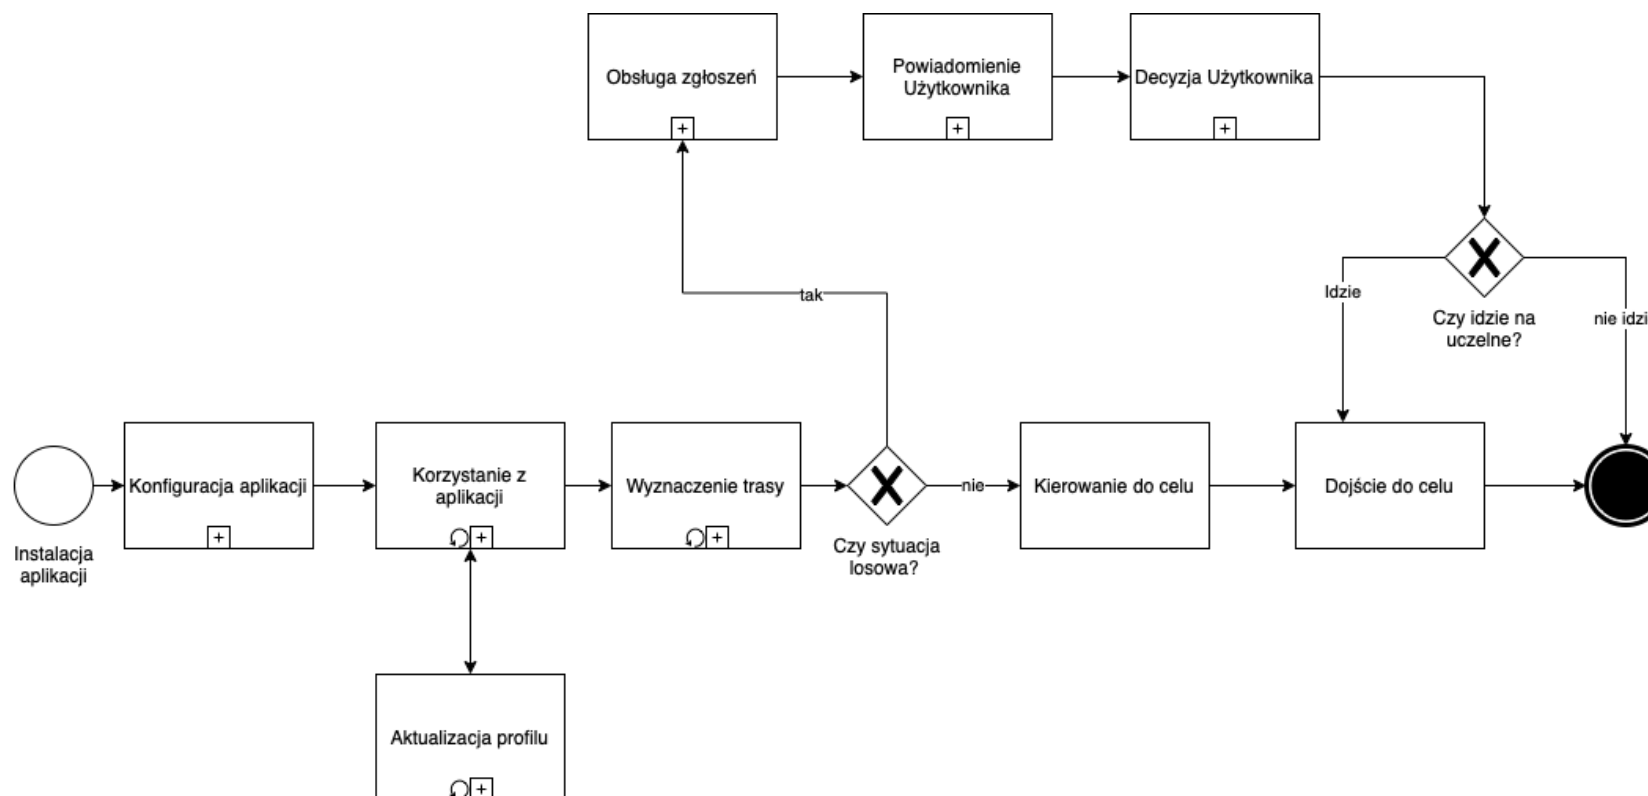 Obsługa zgłoszeń
Powiadomienie
Użytkownika
Decyzja Użytkownika
tak
Idzie
Czy idzie na
uczelne?
nie idzi
Instalacja
aplikacji
Konfiguracja aplikacji
Korzystanie z
aplikacji
Wyznaczenie trasy
Czy sytuacja
losowa?
nie
Kierowanie do celu
Dojście do celu
Aktualizacja profilu